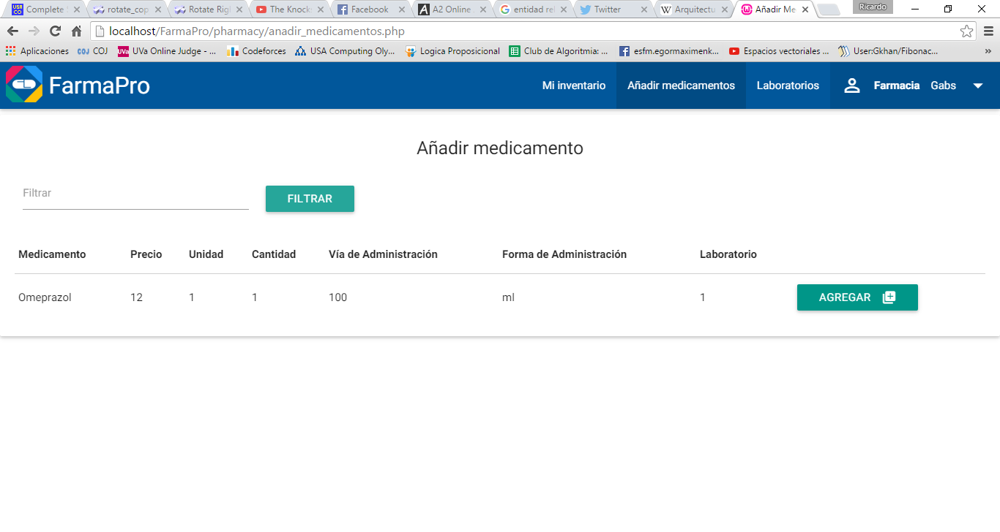 Complete rotate_cop Rotate Rig The Knock Facebook A2 Online entidad rel Twitter Arquitectu Añadir Me Ricardo
localhost/FarmaPro/pharmacy/anadir_medicamentos.php
Aplicaciones COJ UVa Online Judge - ... Codeforces USA Computing Oly... Logica Proposicional Club de Algoritmia: ... esfm.egormaximenk... Espacios vectoriales ... User:Gkhan/Fibonac... »
FarmaPro Mi inventario Añadir medicamentos Laboratorios Farmacia Gabs
Añadir medicamento
Filtrar FILTRAR
Medicamento Precio Unidad Cantidad Vía de Administración Forma de Administración Laboratorio
Omeprazol 12 1 1 100 ml 1 AGREGAR